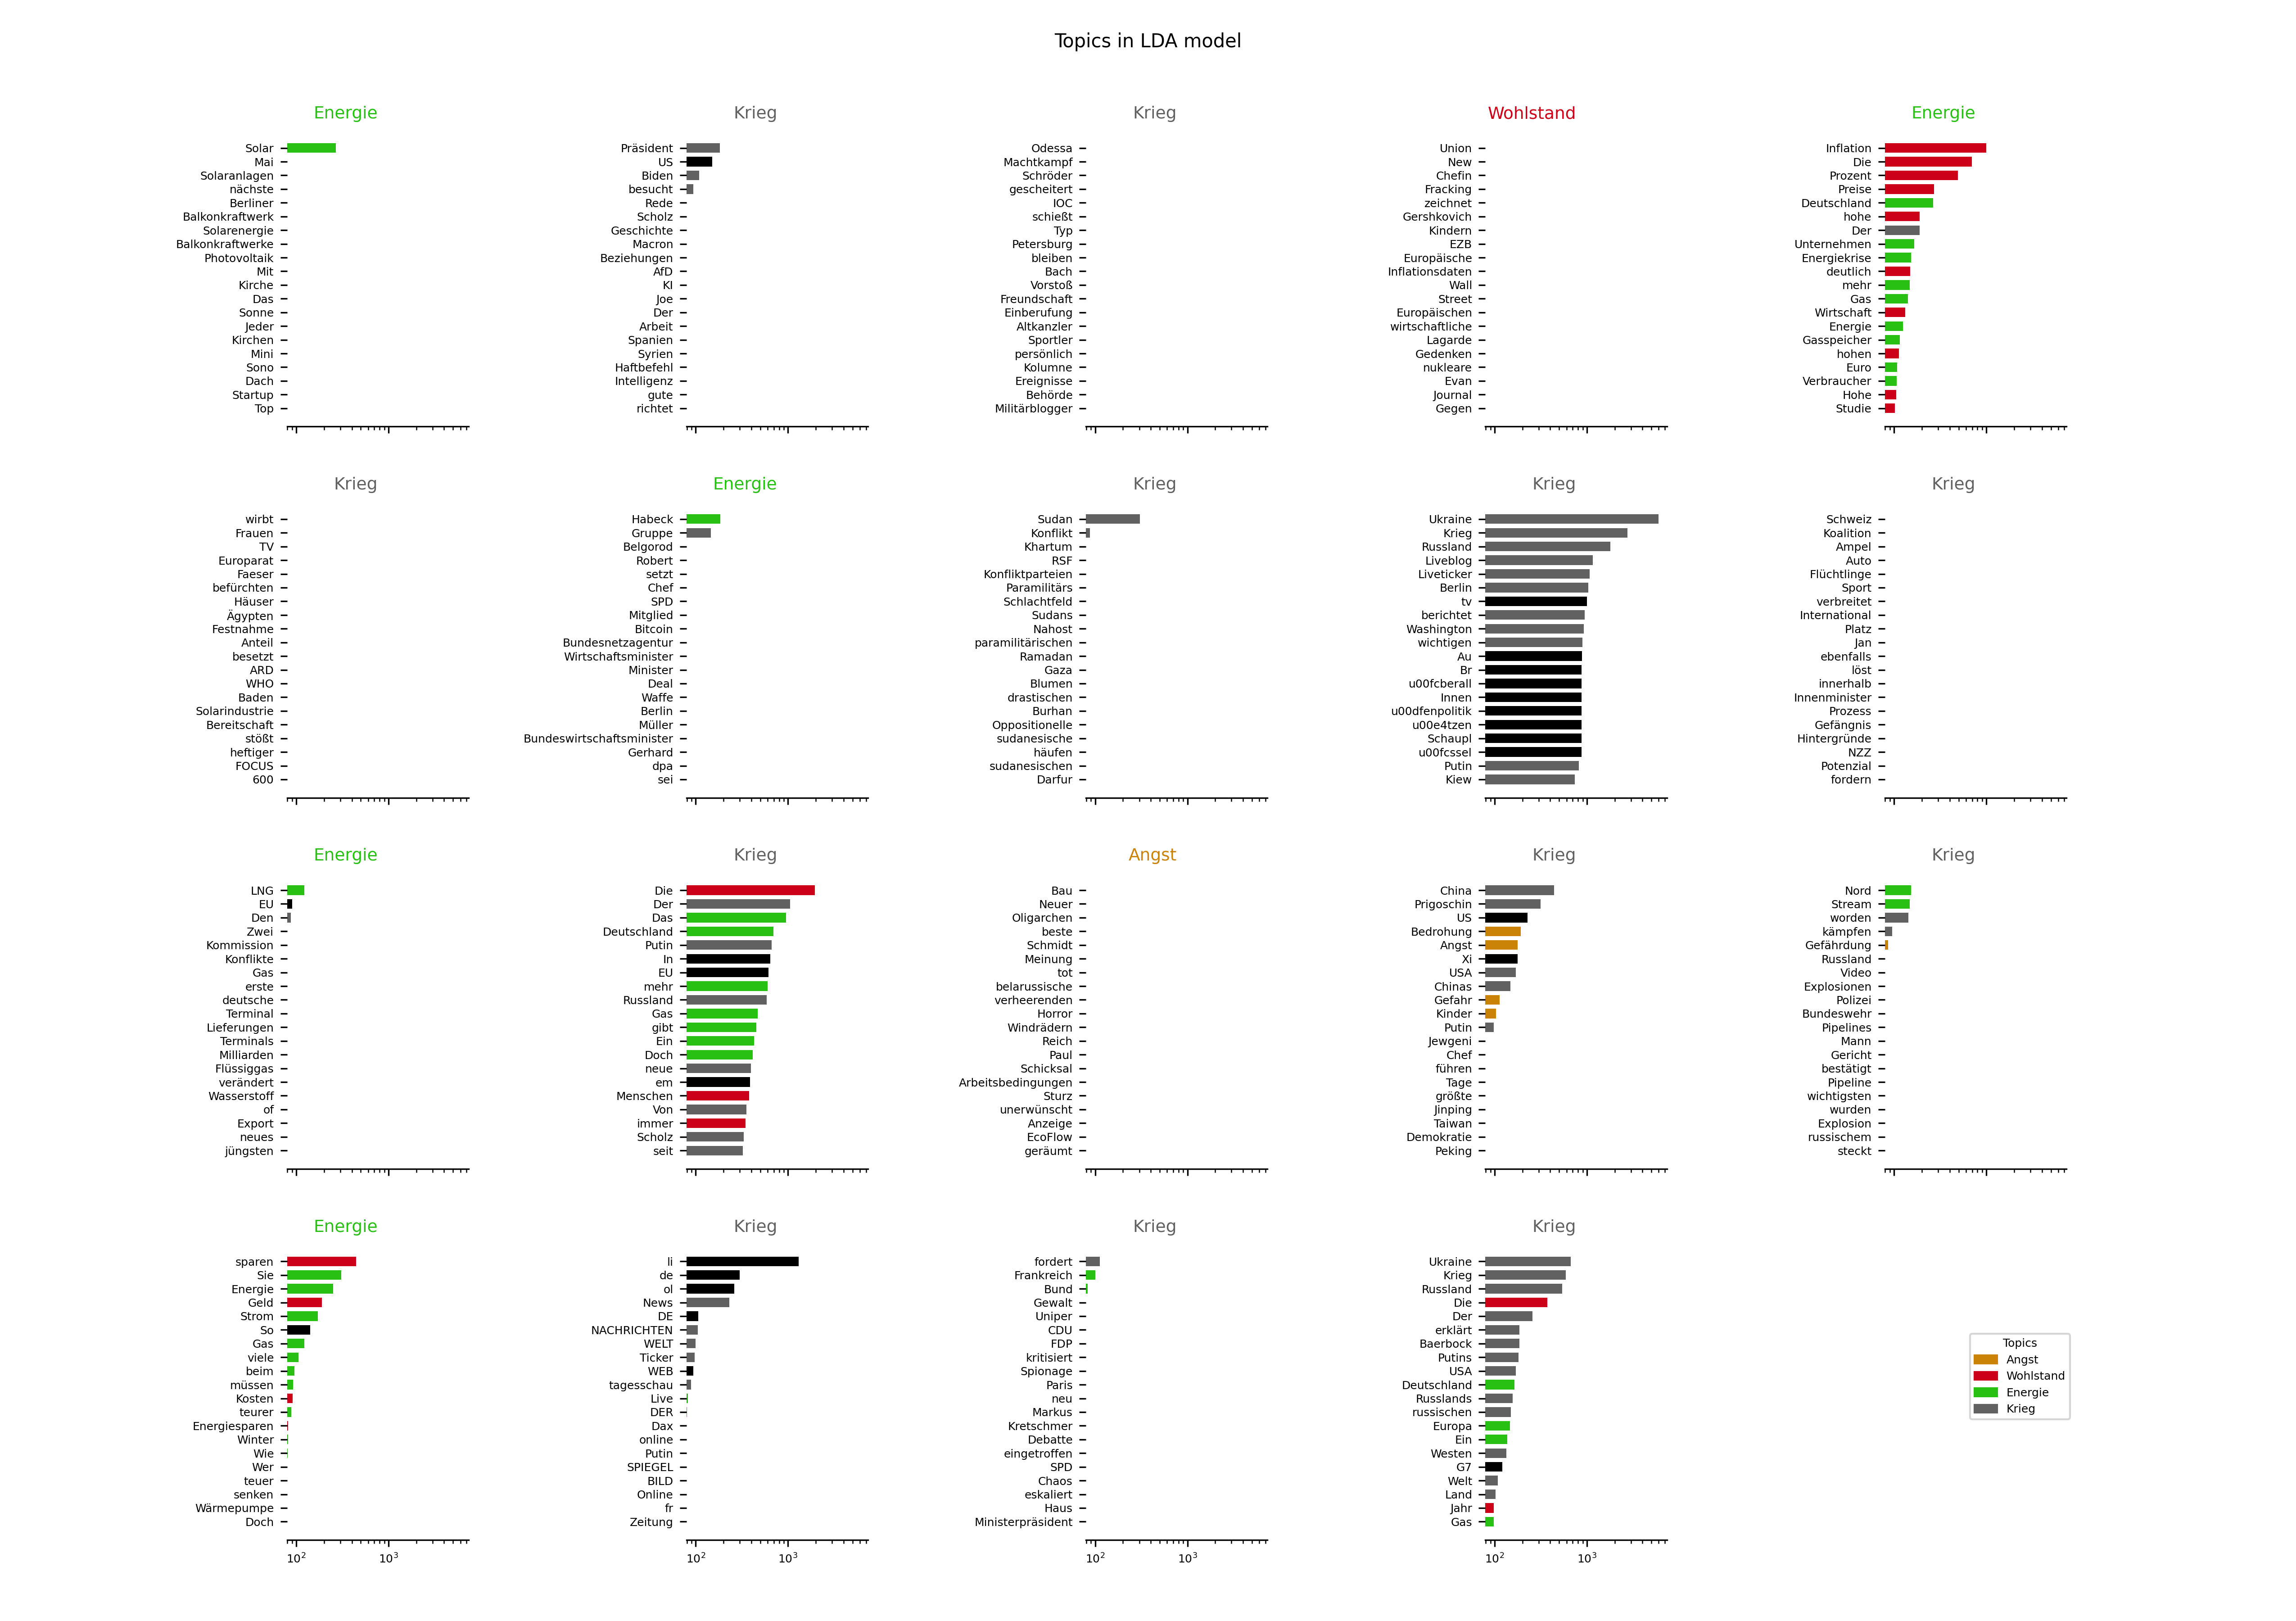 Topics in LDA model
Energie
Solar
Mai
Solaranlagen
nächste
Berliner
Balkonkraftwerk
Solarenergie
Balkonkraftwerke
Photovoltaik
Mit
Kirche
Das
Sonne
Jeder
Kirchen
Mini
Sono
Dach
Startup
Top
Krieg
Präsident
US
Biden
besucht
Rede
Scholz
Geschichte
Macron
Beziehungen
AfD
KI
Joe
Der
Arbeit
Spanien
Syrien
Haftbefehl
Intelligenz
gute
richtet
Krieg
Odessa
Machtkampf
Schröder
gescheitert
IOC
schießt
Typ
Petersburg
bleiben
Bach
Vorstoß
Freundschaft
Einberufung
Altkanzler
Sportler
persönlich
Kolumne
Ereignisse
Behörde
Militärblogger
Wohlstand
Union
New
Chefin
Fracking
zeichnet
Gershkovich
Kindern
EZB
Europäische
Inflationsdaten
Wall
Street
Europäischen
wirtschaftliche
Lagarde
Gedenken
nukleare
Evan
Journal
Gegen
Energie
Inflation
Die
Prozent
Preise
Deutschland
hohe
Der
Unternehmen
Energiekrise
deutlich
mehr
Gas
Wirtschaft
Energie
Gasspeicher
hohen
Euro
Verbraucher
Hohe
Studie
Krieg
wirbt
Frauen
TV
Europarat
Faeser
befürchten
Häuser
Ägypten
Festnahme
Anteil
besetzt
ARD
WHO
Baden
Solarindustrie
Bereitschaft
stößt
heftiger
FOCUS
600
Energie
Habeck
Gruppe
Belgorod
Robert
setzt
Chef
SPD
Mitglied
Bitcoin
Bundesnetzagentur
Wirtschaftsminister
Minister
Deal
Waffe
Berlin
Müller
Bundeswirtschaftsminister
Gerhard
dpa
sei
Krieg
Sudan
Konflikt
Khartum
RSF
Konfliktparteien
Paramilitärs
Schlachtfeld
Sudans
Nahost
paramilitärischen
Ramadan
Gaza
Blumen
drastischen
Burhan
Oppositionelle
sudanesische
häufen
sudanesischen
Darfur
Krieg
Ukraine
Krieg
Russland
Liveblog
Liveticker
Berlin
tv
berichtet
Washington
wichtigen
Au
Br
u00fcberall
Innen
u00dfenpolitik
u00e4tzen
Schaupl
u00fcssel
Putin
Kiew
Krieg
Schweiz
Koalition
Ampel
Auto
Flüchtlinge
Sport
verbreitet
International
Platz
Jan
ebenfalls
löst
innerhalb
Innenminister
Prozess
Gefängnis
Hintergründe
NZZ
Potenzial
fordern
Energie
LNG
EU
Den
Zwei
Kommission
Konflikte
Gas
erste
deutsche
Terminal
Lieferungen
Terminals
Milliarden
Flüssiggas
verändert
Wasserstoff
of
Export
neues
jüngsten
Krieg
Die
Der
Das
Deutschland
Putin
In
EU
mehr
Russland
Gas
gibt
Ein
Doch
neue
em
Menschen
Von
immer
Scholz
seit
Angst
Bau
Neuer
Oligarchen
beste
Schmidt
Meinung
tot
belarussische
verheerenden
Horror
Windrädern
Reich
Paul
Schicksal
Arbeitsbedingungen
Sturz
unerwünscht
Anzeige
EcoFlow
geräumt
Krieg
China
Prigoschin
US
Bedrohung
Angst
Xi
USA
Chinas
Gefahr
Kinder
Putin
Jewgeni
Chef
führen
Tage
größte
Jinping
Taiwan
Demokratie
Peking
Krieg
Nord
Stream
worden
kämpfen
Gefährdung
Russland
Video
Explosionen
Polizei
Bundeswehr
Pipelines
Mann
Gericht
bestätigt
Pipeline
wichtigsten
wurden
Explosion
russischem
steckt
Energie
sparen
Sie
Energie
Geld
Strom
So
Gas
viele
beim
müssen
Kosten
teurer
Energiesparen
Winter
Wie
Wer
teuer
senken
Wärmepumpe
Doch
10² 10³
Krieg
li
de
ol
News
DE
NACHRICHTEN
WELT
Ticker
WEB
tagesschau
Live
DER
Dax
online
Putin
SPIEGEL
BILD
Online
fr
Zeitung
10² 10³
Krieg
fordert
Frankreich
Bund
Gewalt
Uniper
CDU
FDP
kritisiert
Spionage
Paris
neu
Markus
Kretschmer
Debatte
eingetroffen
SPD
Chaos
eskaliert
Haus
Ministerpräsident
10² 10³
Krieg
Ukraine
Krieg
Russland
Die
Der
erklärt
Baerbock
Putins
USA
Deutschland
Russlands
russischen
Europa
Ein
Westen
G7
Welt
Land
Jahr
Gas
10² 10³
Topics
Angst
Wohlstand
Energie
Krieg